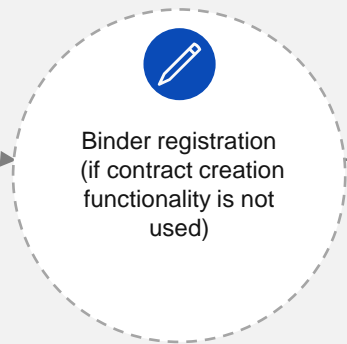 Binder registration
(if contract creation
functionality is not
used)